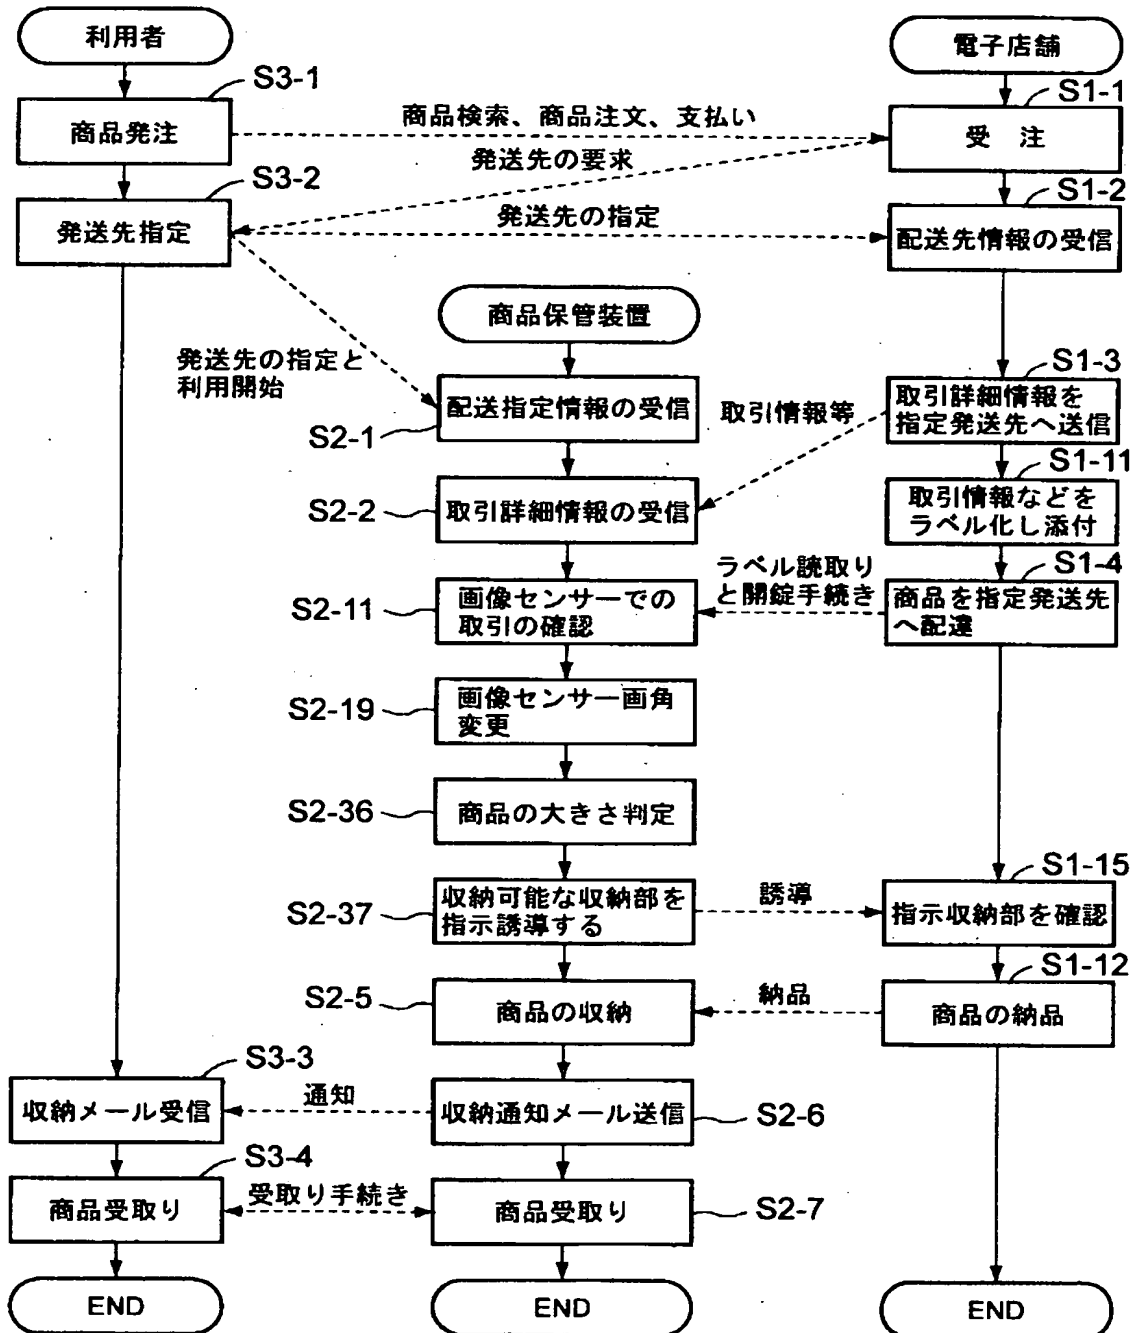 利用者
電子店舗
S3-1
S1-1
商品発注
商品検索、商品注文、支払い
受 注
発送先の要求
S3-2
S1-2
発送先指定
発送先の指定
配送先情報の受信
商品保管装置
発送先の指定と
利用開始
S1-3
配送指定情報の受信
取引情報等
取引詳細情報を
指定発送先へ送信
S2-1
S1-11
S2-2
取引詳細情報の受信
取引情報などを
ラベル化し添付
ラベル読取り
と開錠手続き
S1-4
S2-11
画像センサーでの
取引の確認
商品を指定発送先
へ配達
S2-19
画像センサー画角
変更
S2-36
商品の大きさ判定
S1-15
S2-37
収納可能な収納部を
指示誘導する
誘導
指示収納部を確認
S1-12
S2-5
商品の収納
納品
商品の納品
S3-3
収納メール受信
通知
収納通知メール送信
S2-6
S3-4
商品受取り
受取り手続き
商品受取り
S2-7
END
END
END